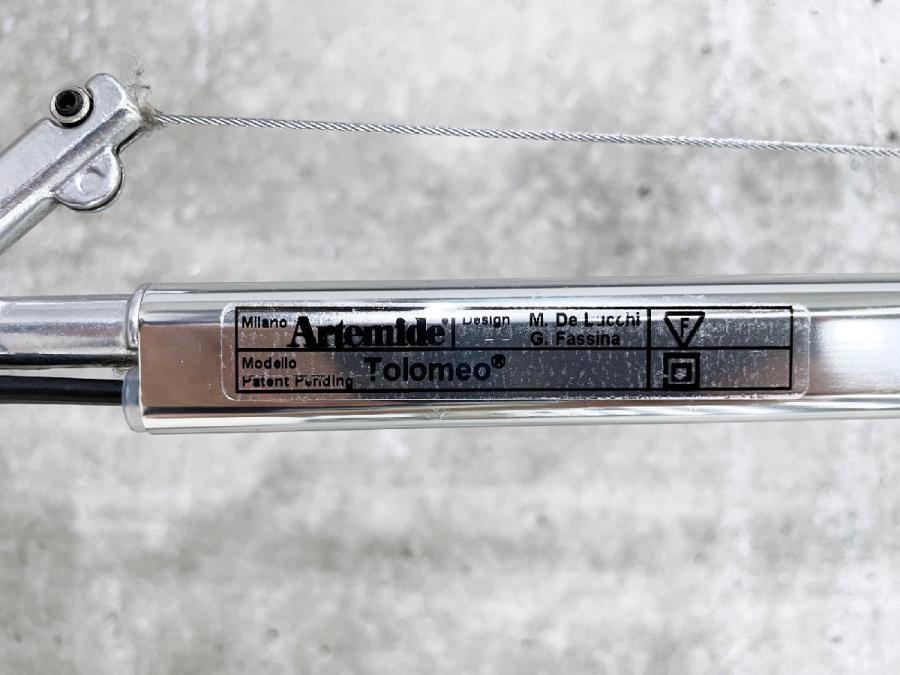 Milano Artemide® Design M. De Lucchi
G. Fassina
F
Modello Tolomeo®
Patent Pending